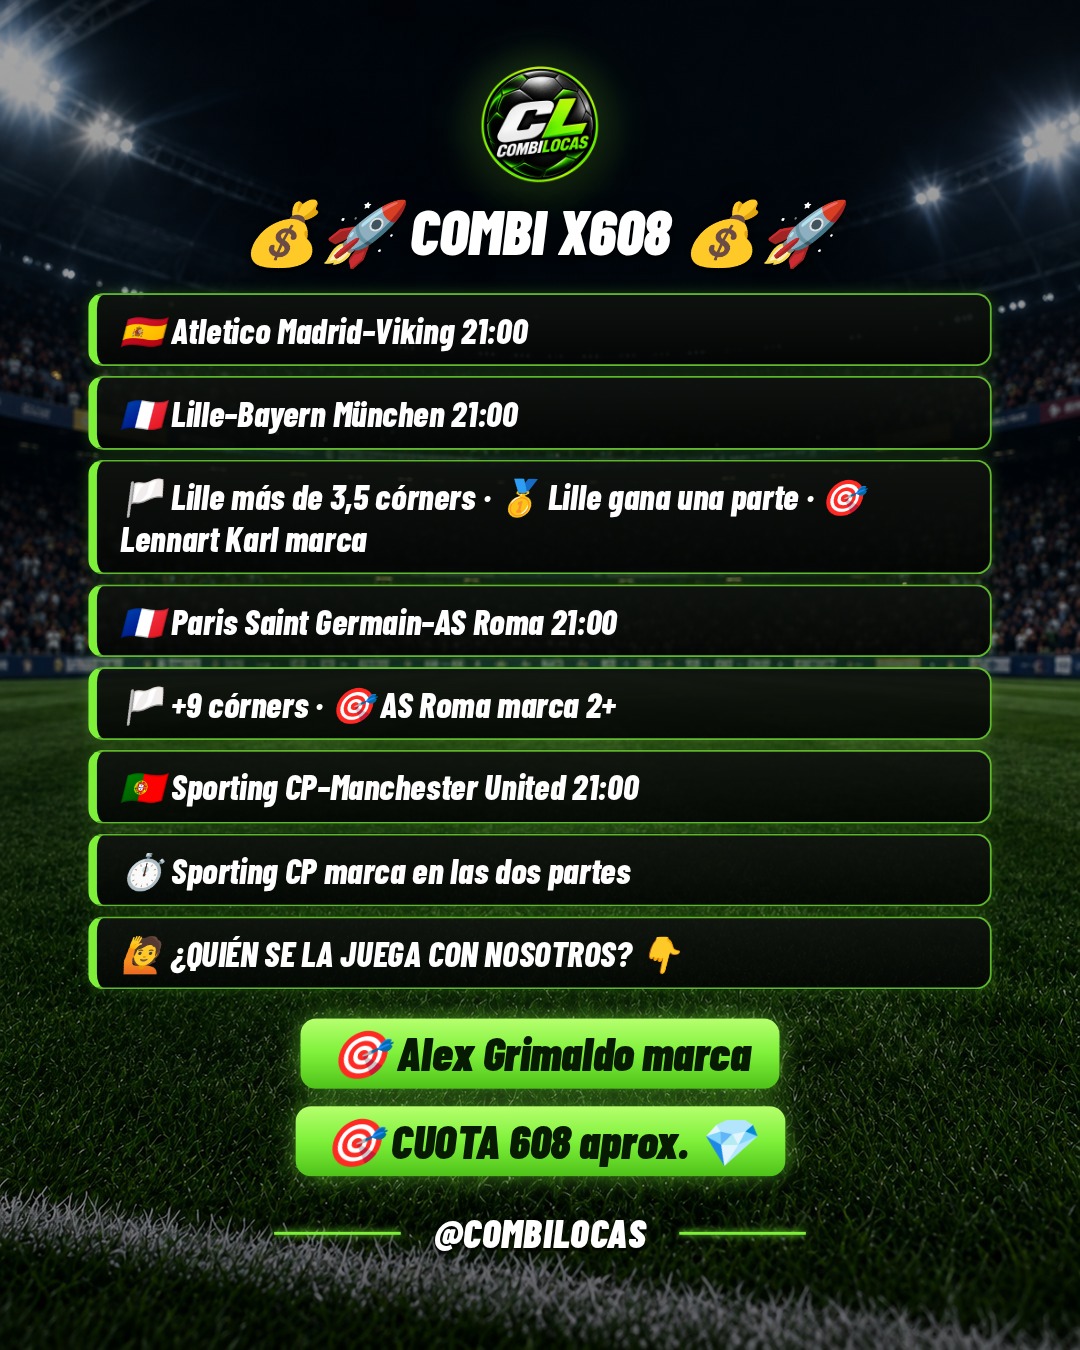 CL
COMBILOCAS
💰🚀 COMBI X608 💰🚀
🇪🇸 Atletico Madrid-Viking 21:00
🇫🇷 Lille-Bayern München 21:00
🏳️ Lille más de 3,5 córners · 🥇 Lille gana una parte · 🎯
Lennart Karl marca
🇫🇷 Paris Saint Germain-AS Roma 21:00
🏳️ +9 córners · 🎯 AS Roma marca 2+
🇵🇹 Sporting CP-Manchester United 21:00
⏱️ Sporting CP marca en las dos partes
🙋 ¿QUIÉN SE LA JUEGA CON NOSOTROS? 👇
🎯 Alex Grimaldo marca
🎯 CUOTA 608 aprox. 💎
@COMBILOCAS